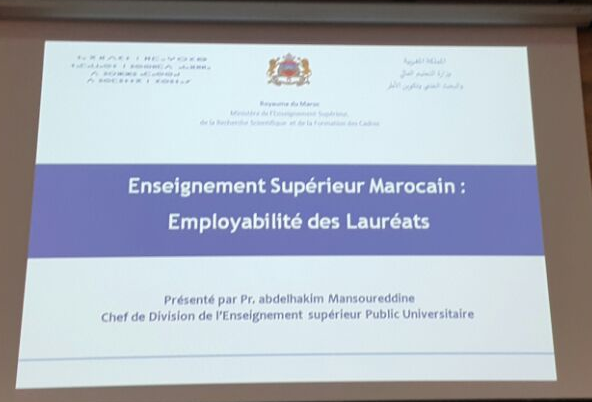 المملكة المغربية
وزارة التعليم العالي
والبحث العلمي وتكوين الأطر
Royaume du Maroc
Ministère de l'Enseignement Supérieur,
de la Recherche Scientifique et de la Formation des Cadres
Enseignement Supérieur Marocain :
Employabilité des Lauréats
Présenté par Pr. abdelhakim Mansoureddine
Chef de Division de l'Enseignement supérieur Public Universitaire